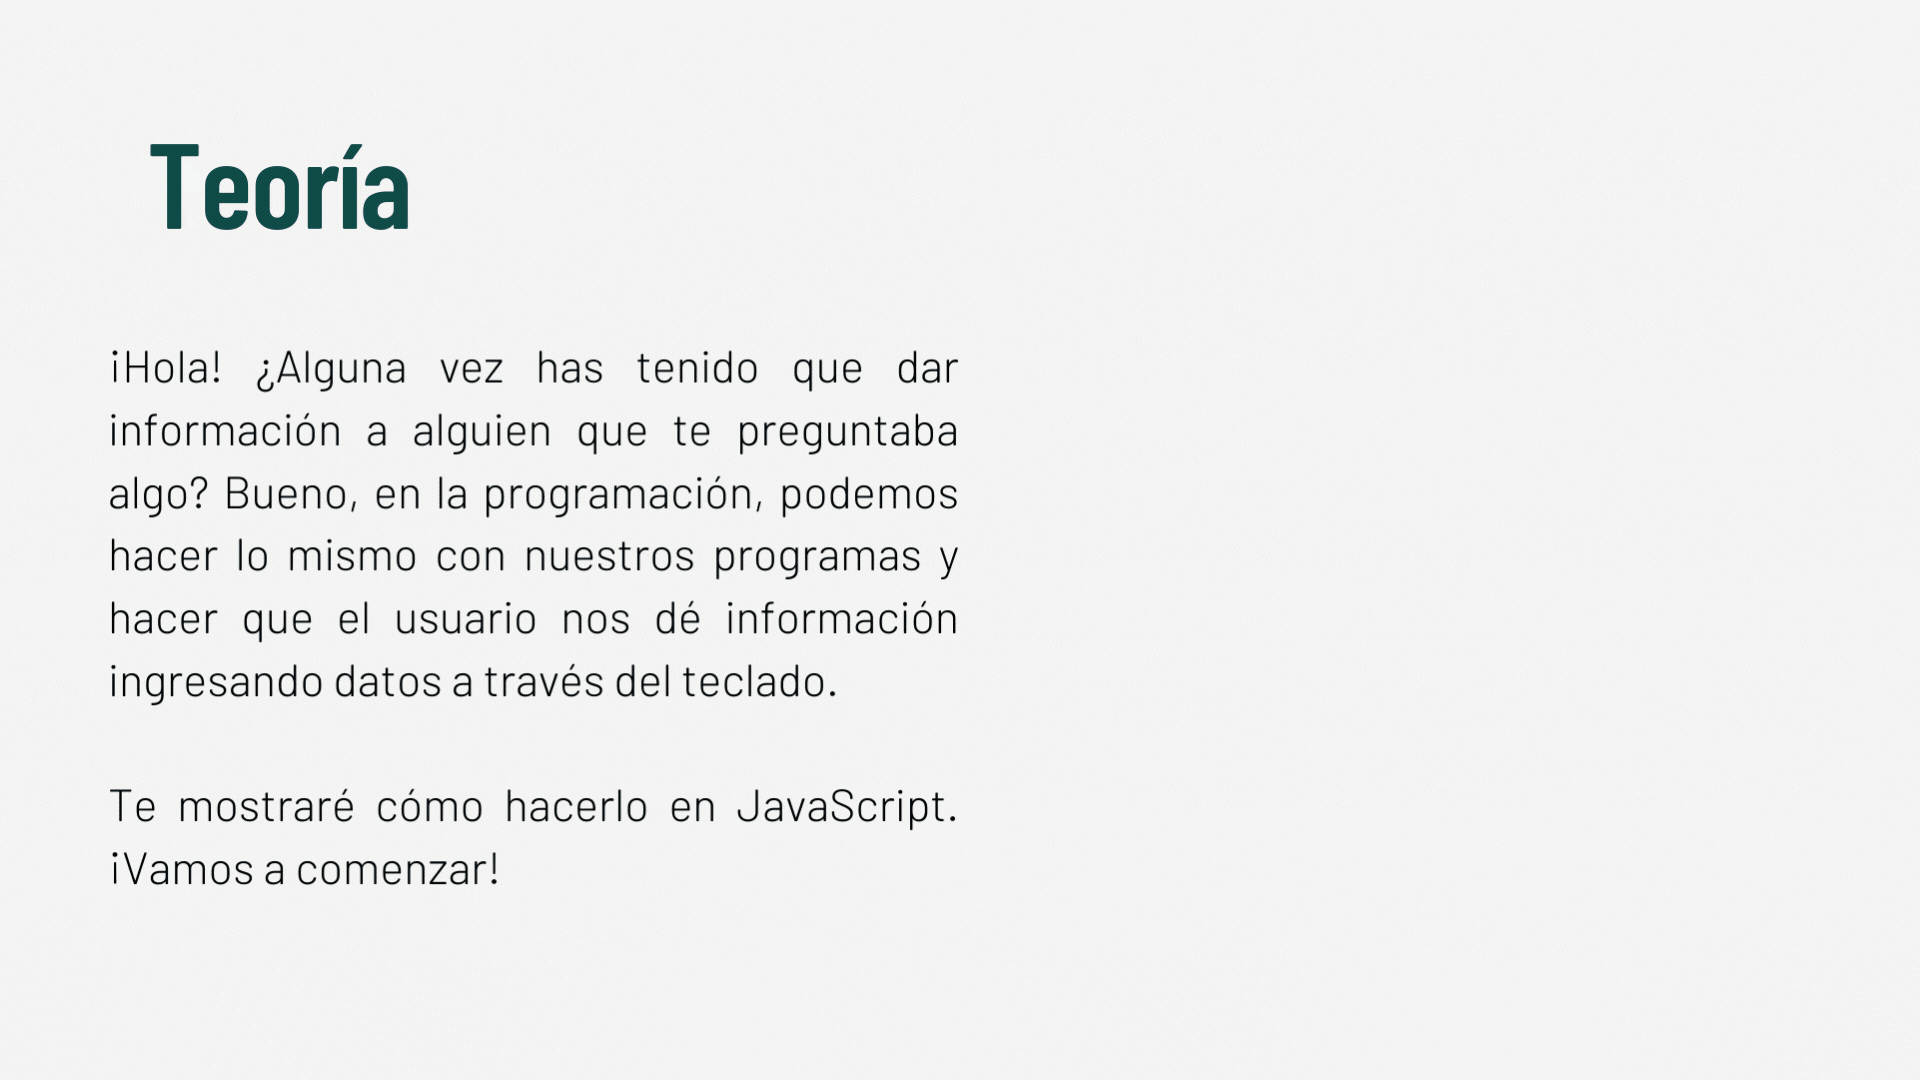 Teoría
¡Hola! ¿Alguna vez has tenido que dar
información a alguien que te preguntaba
algo? Bueno, en la programación, podemos
hacer lo mismo con nuestros programas y
hacer que el usuario nos dé información
ingresando datos a través del teclado.
Te mostraré cómo hacerlo en JavaScript.
¡Vamos a comenzar!